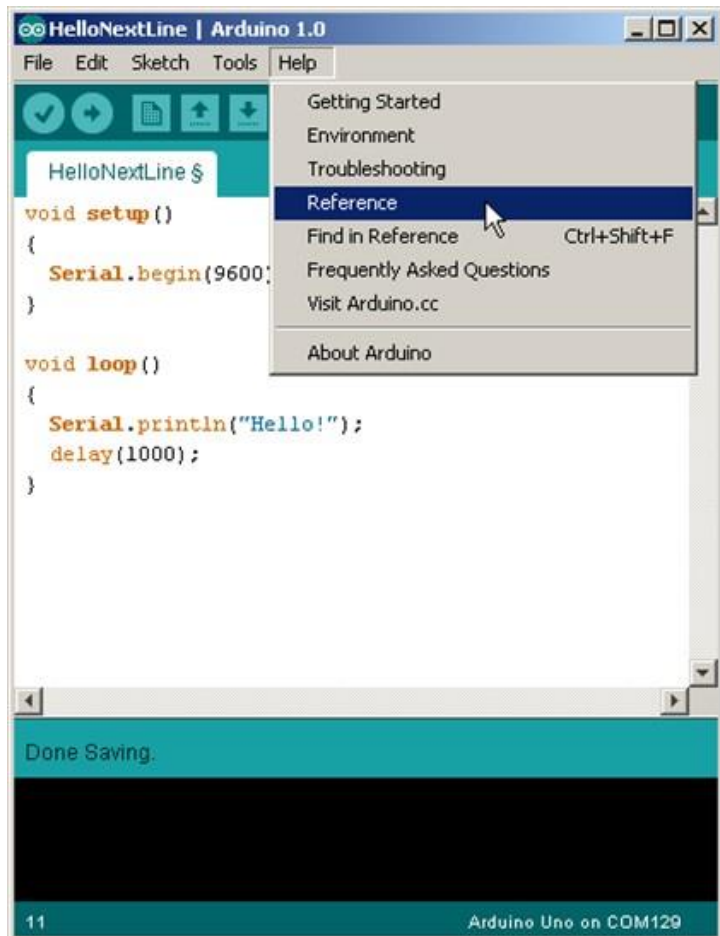 HelloNextLine | Arduino 1.0
File Edit Sketch Tools Help
Getting Started
Environment
Troubleshooting
Reference
Find in Reference Ctrl+Shift+F
Frequently Asked Questions
Visit Arduino.cc
About Arduino
HelloNextLine §
void setup()
{
  Serial.begin(9600)
}
void loop()
{
  Serial.println("Hello!");
  delay(1000);
}
Done Saving.
11 Arduino Uno on COM129